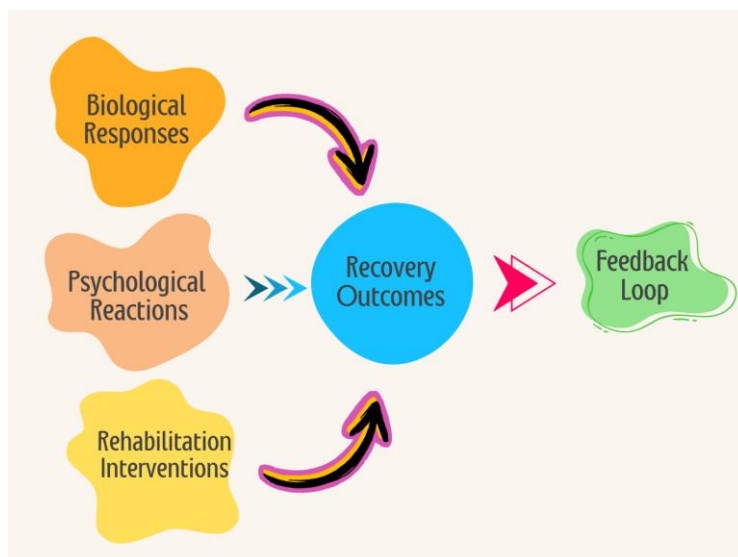 Biological
Responses
Psychological
Reactions
Rehabilitation
Interventions
Recovery
Outcomes
Feedback
Loop